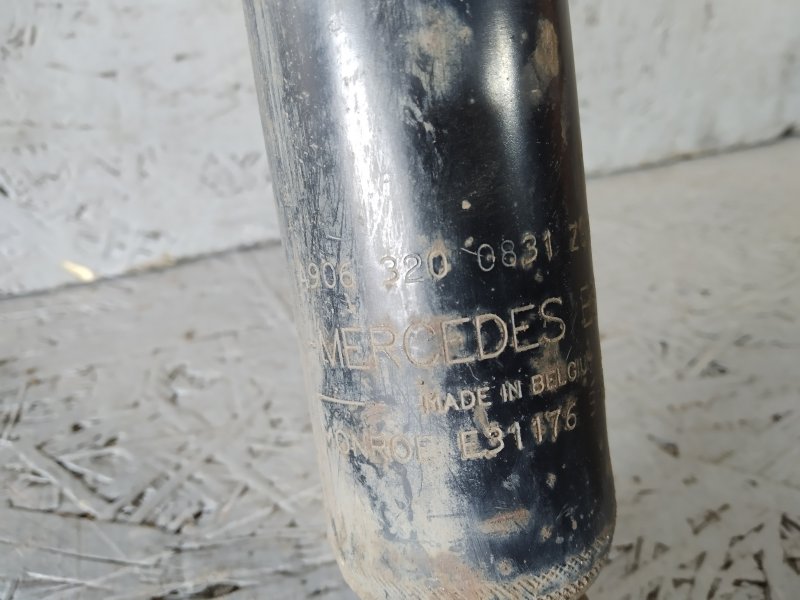 A906 320 0831
MERCEDES
MADE IN BELGIUM
MONROE E31176